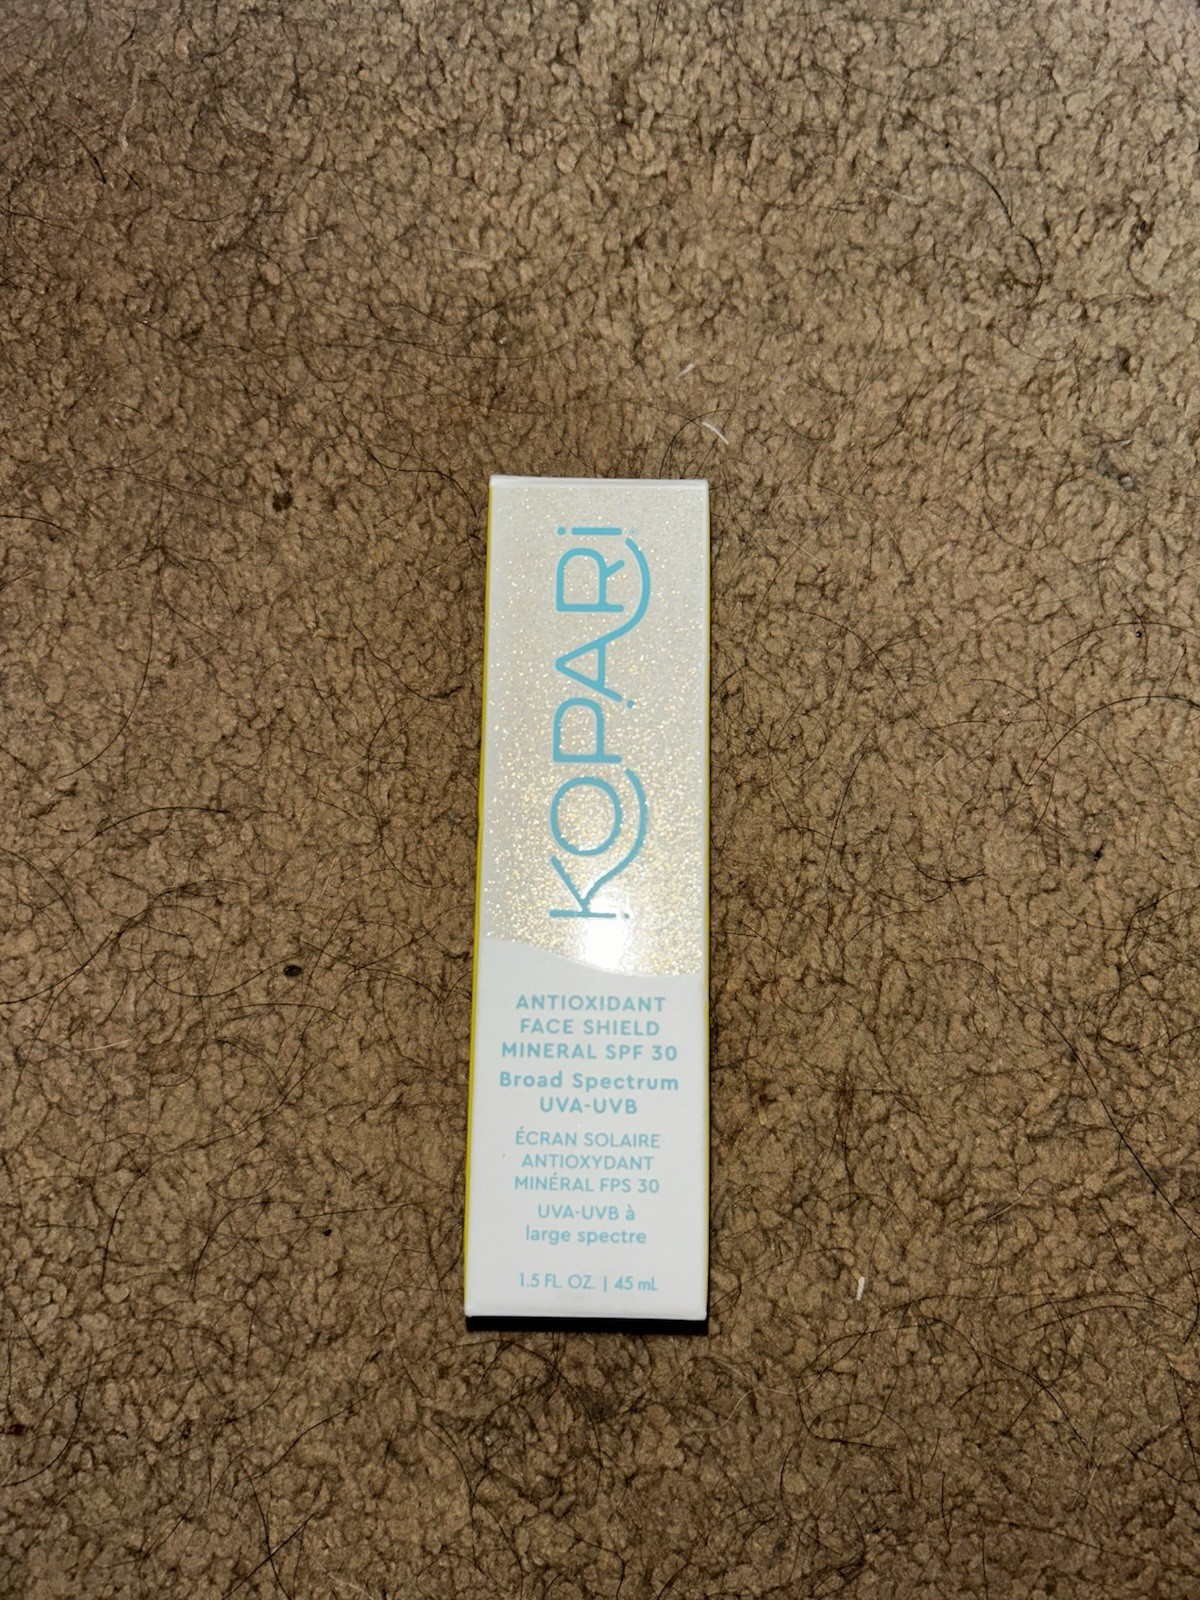 KOPARi
ANTIOXIDANT
FACE SHIELD
MINERAL SPF 30
Broad Spectrum
UVA-UVB
ÉCRAN SOLAIRE
ANTIOXYDANT
MINÉRAL FPS 30
UVA-UVB à
large spectre
1.5 FL. OZ. | 45 mL